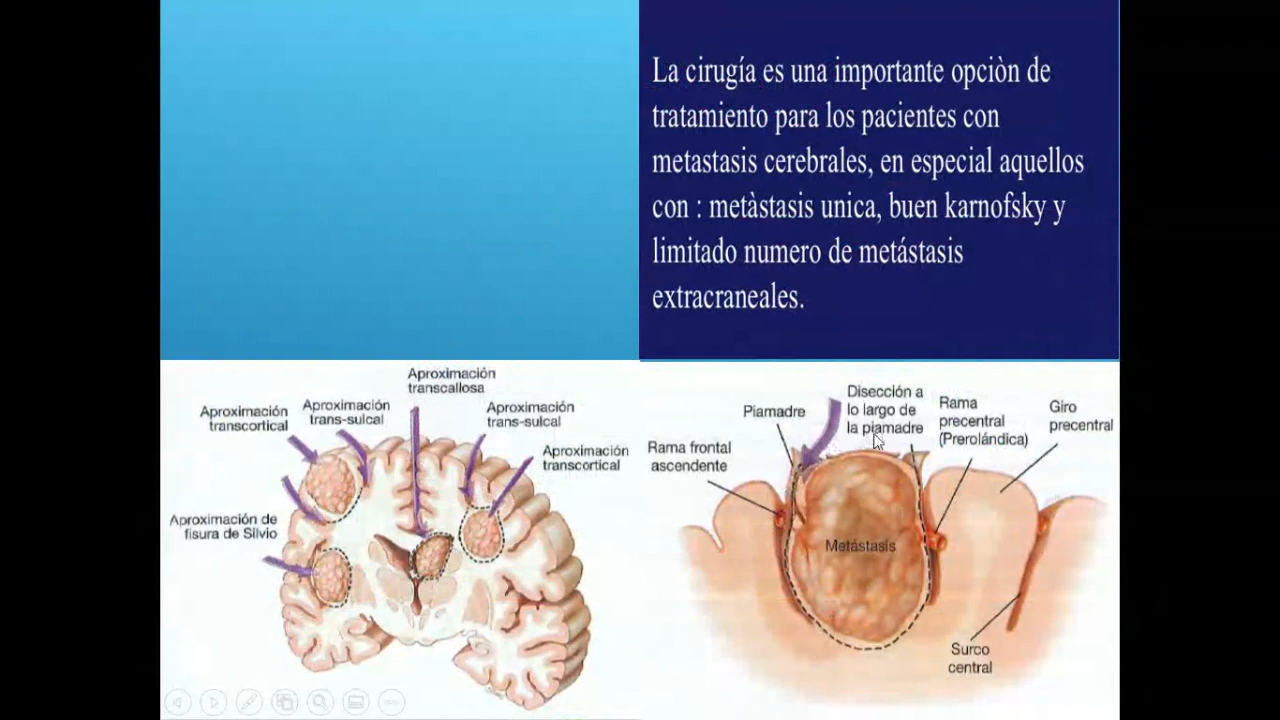 La cirugía es una importante opciòn de
tratamiento para los pacientes con
metastasis cerebrales, en especial aquellos
con : metàstasis unica, buen karnofsky y
limitado numero de metástasis
extracraneales.
Aproximación
transcallosa
Aproximación
transcortical
Aproximación
trans-sulcal
Aproximación
trans-sulcal
Aproximación
transcortical
Aproximación de
fisura de Silvio
Piamadre
Disección a
lo largo de
la piamadre
Rama
precentral
(Prerolándica)
Giro
precentral
Rama frontal
ascendente
Metástasis
Surco
central